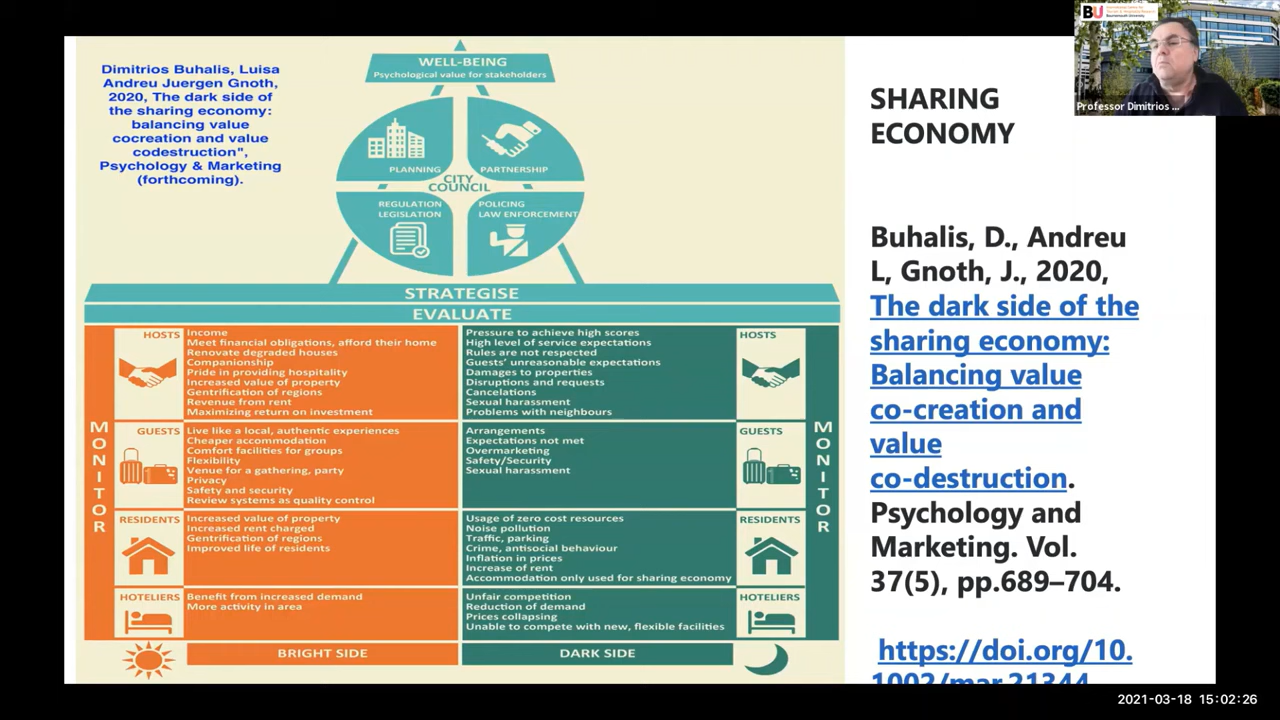 Dimitrios Buhalis, Luisa
Andreu Juergen Gnoth,
2020, The dark side of
the sharing economy:
balancing value
cocreation and value
codestruction",
Psychology & Marketing
(forthcoming).
WELL-BEING
Psychological value for stakeholders
PLANNING
PARTNERSHIP
CITY
COUNCIL
REGULATION
LEGISLATION
POLICING
LAW ENFORCEMENT
STRATEGISE
EVALUATE
MONITOR
HOSTS
Income
Meet financial obligations, afford their home
Renovate degraded houses
Companionship
Pride in providing hospitality
Increased value of property
Gentrification of regions
Revenue from rent
Maximizing return on investment
Pressure to achieve high scores
High level of service expectations
Rules are not respected
Guests' unreasonable expectations
Damages to properties
Disruptions and requests
Cancelations
Sexual harassment
Problems with neighbours
HOSTS
GUESTS
Live like a local, authentic experiences
Cheaper accommodation
Comfort facilities for groups
Flexibility
Venue for a gathering, party
Privacy
Safety and security
Review systems as quality control
Arrangements
Expectations not met
Overmarketing
Safety/Security
Sexual harassment
GUESTS
RESIDENTS
Increased value of property
Increased rent charged
Gentrification of regions
Improved life of residents
Usage of zero cost resources
Noise pollution
Traffic, parking
Crime, antisocial behaviour
Inflation in prices
Increase of rent
Accommodation only used for sharing economy
RESIDENTS
HOTELIERS
Benefit from increased demand
More activity in area
Unfair competition
Reduction of demand
Prices collapsing
Unable to compete with new, flexible facilities
HOTELIERS
MONITOR
BRIGHT SIDE
DARK SIDE
SHARING
ECONOMY
Buhalis, D., Andreu
L, Gnoth, J., 2020,
The dark side of the
sharing economy:
Balancing value
co-creation and
value
co-destruction.
Psychology and
Marketing. Vol.
37(5), pp.689–704.
https://doi.org/10.
1002/mar.21344
BU
Bournemouth University
Professor Dimitrios ...
2021-03-18 15:02:26